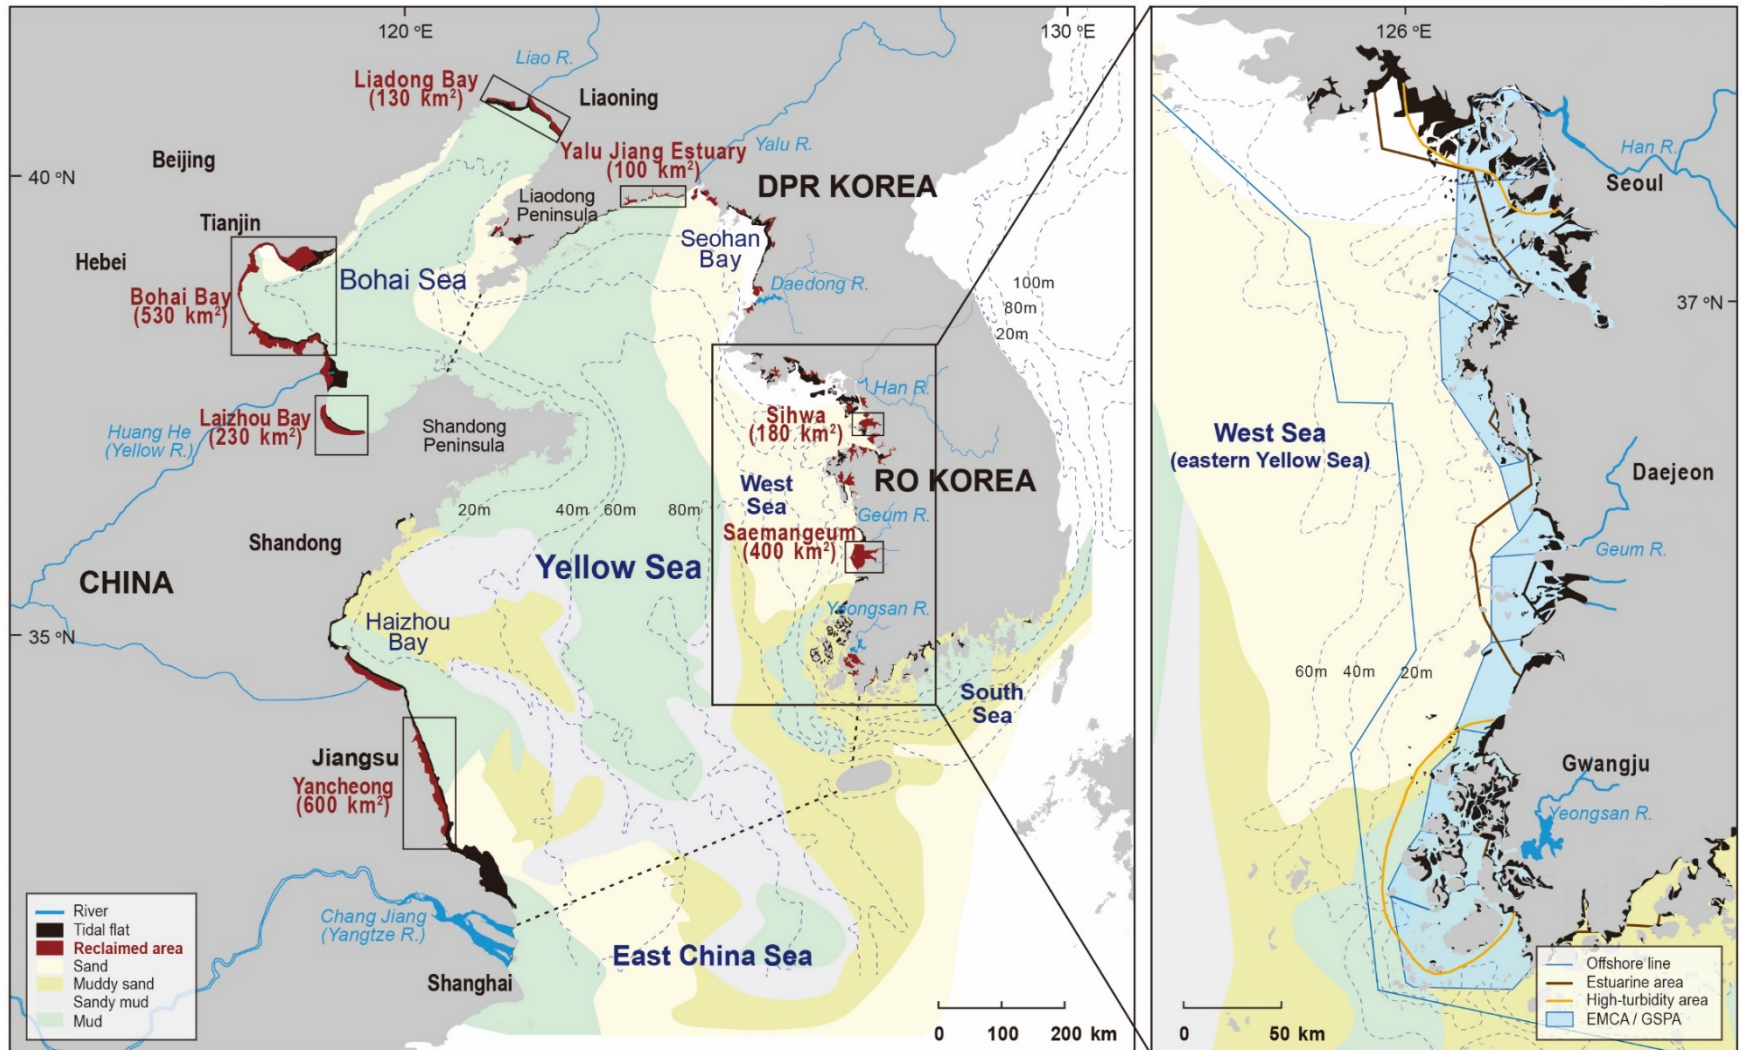 120 ºE
130 ºE
Liao R.
Liadong Bay
(130 km²)
Liaoning
Yalu Jiang Estuary
(100 km²)
Yalu R.
Beijing
40 ºN
DPR KOREA
Liaodong
Peninsula
Tianjin
Seohan
Bay
Hebei
Bohai Sea
Bohai Bay
(530 km²)
Daedong R.
100m
80m
20m
Han R.
Laizhou Bay
(230 km²)
Huang He
(Yellow R.)
Shandong
Peninsula
Sihwa
(180 km²)
RO KOREA
West
Sea
Geum R.
20m
40m
60m
80m
Saemangeum
(400 km²)
Shandong
Yellow Sea
CHINA
Haizhou
Bay
35 ºN
Yeongsan R.
South
Sea
Jiangsu
Yancheong
(600 km²)
Chang Jiang
(Yangtze R.)
East China Sea
Shanghai
River
Tidal flat
Reclaimed area
Sand
Muddy sand
Sandy mud
Mud
0 100 200 km
126 ºE
Han R.
Seoul
37 ºN
West Sea
(eastern Yellow Sea)
Daejeon
Geum R.
60m
40m
20m
Gwangju
Yeongsan R.
Offshore line
Estuarine area
High-turbidity area
EMCA / GSPA
0 50 km